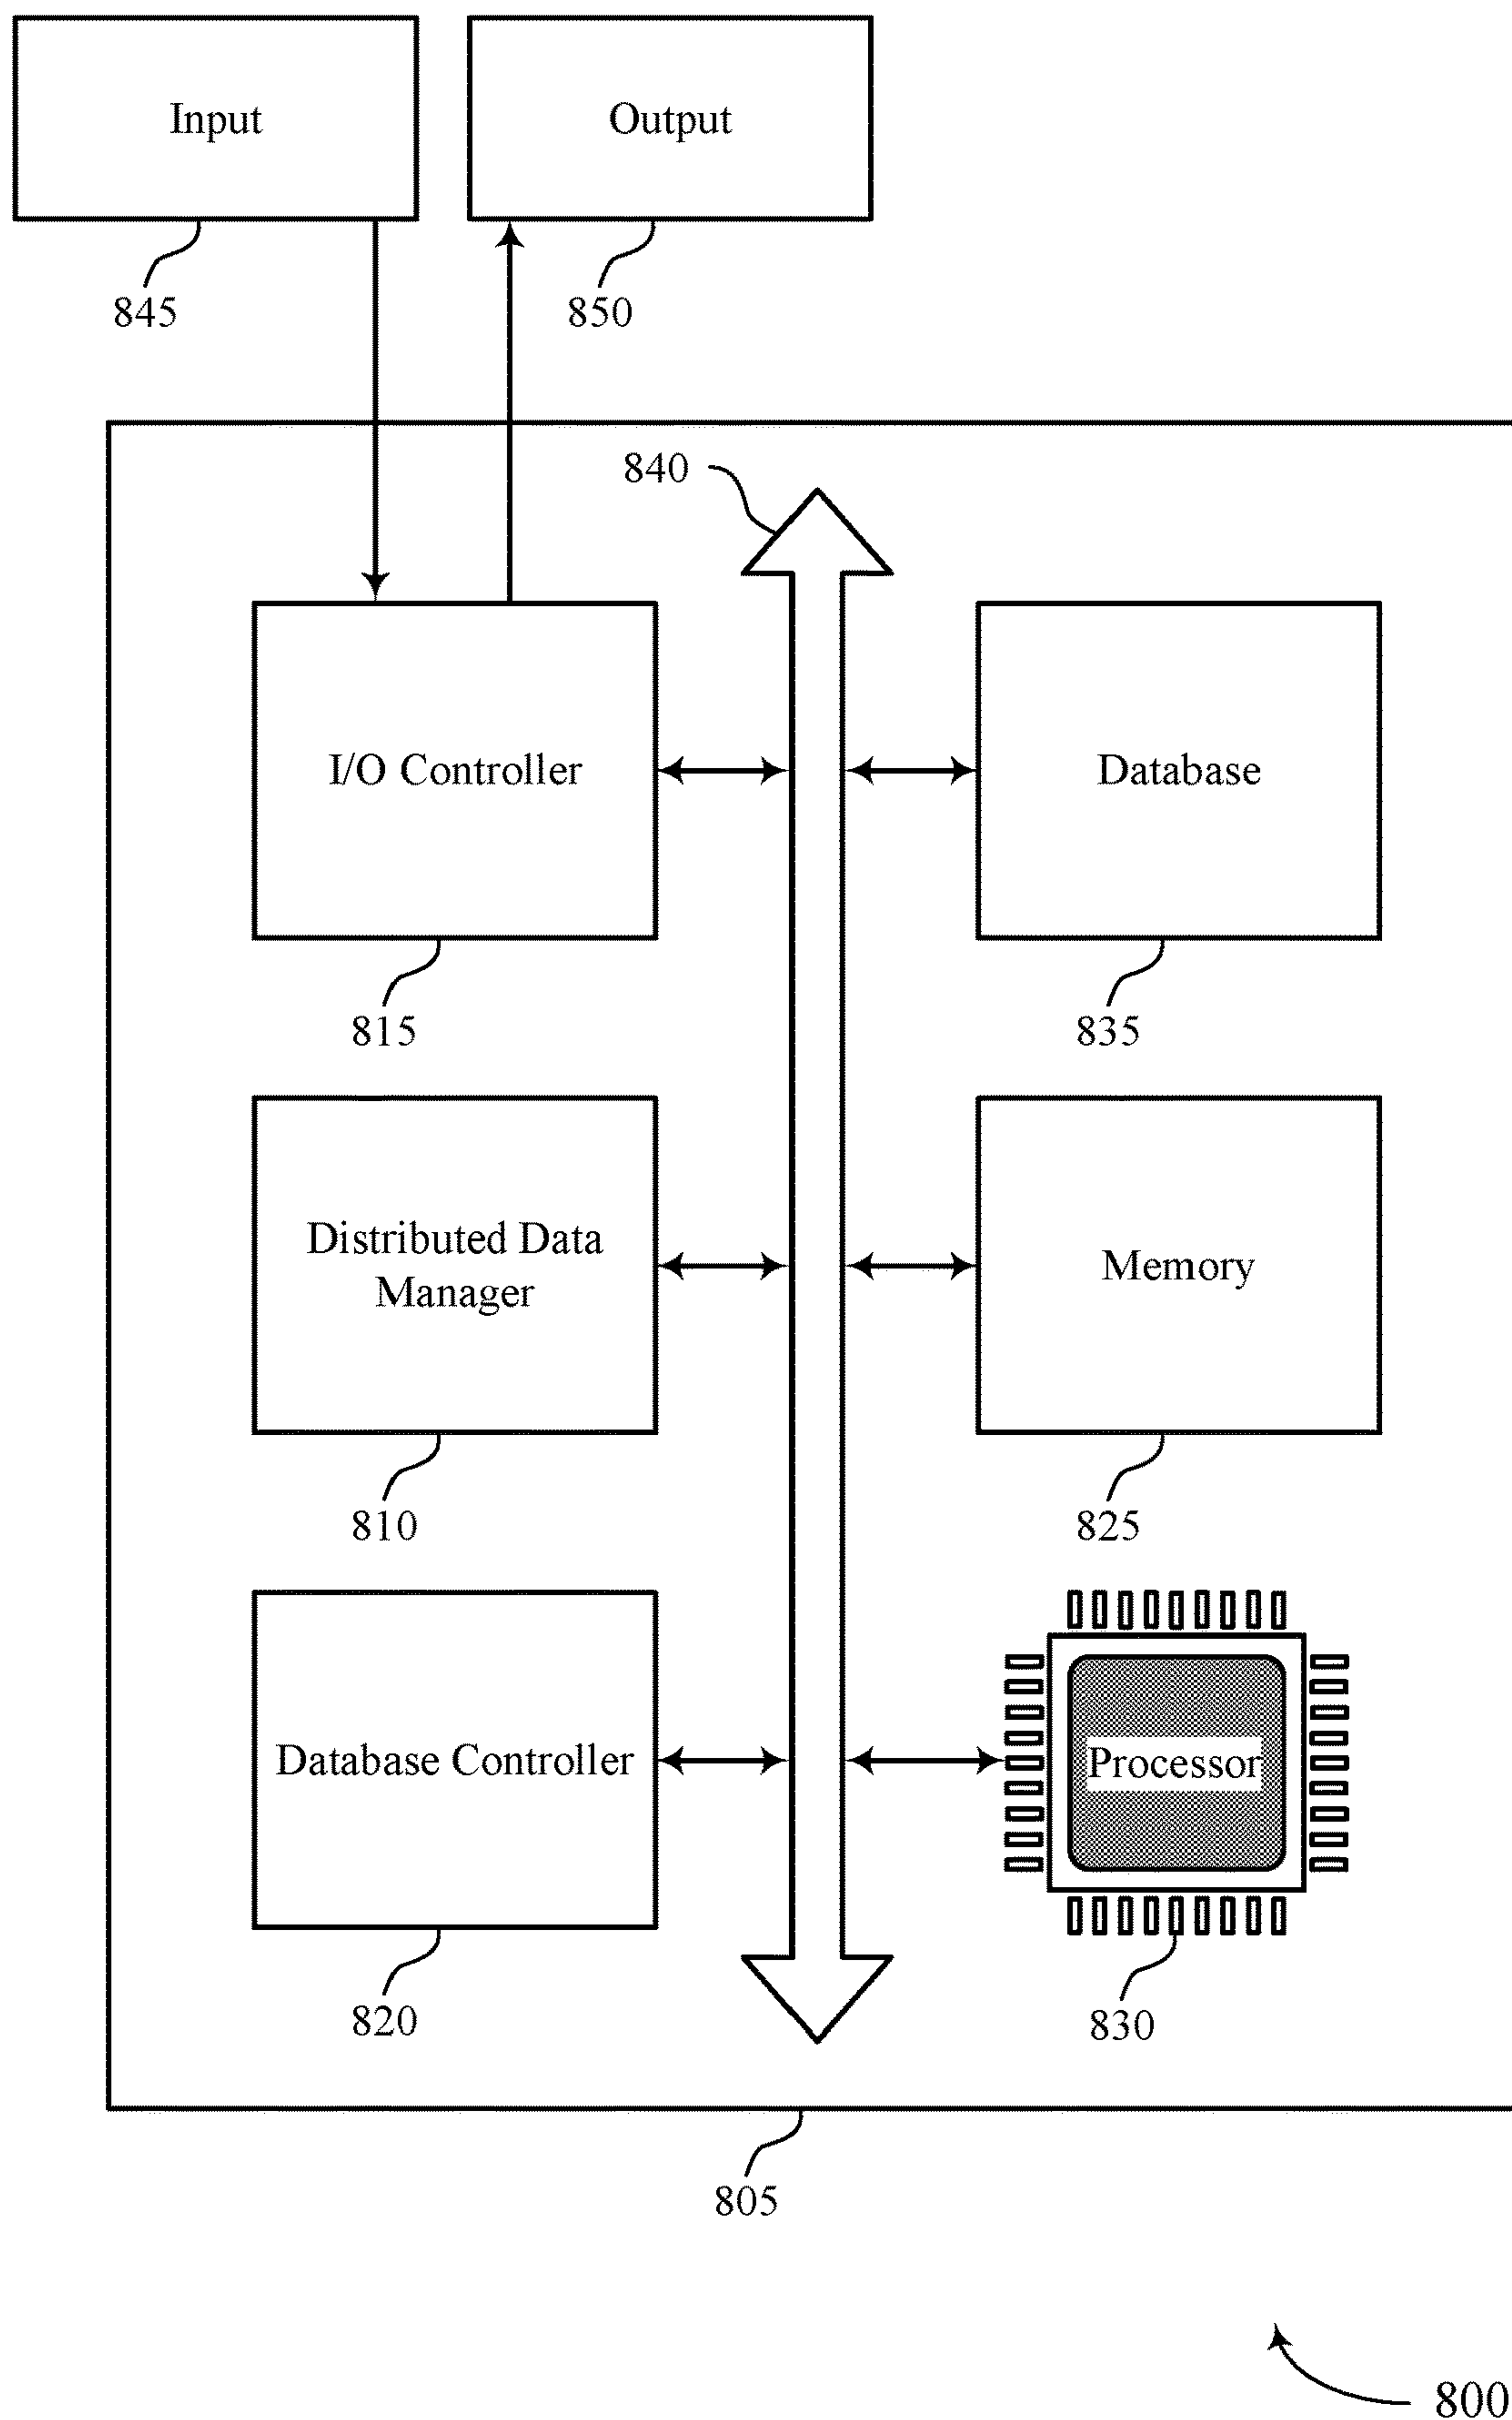 Input
Output
845
850
840
I/O Controller
Database
815
835
Distributed Data
Manager
Memory
810
825
Database Controller
Processor
820
830
805
800